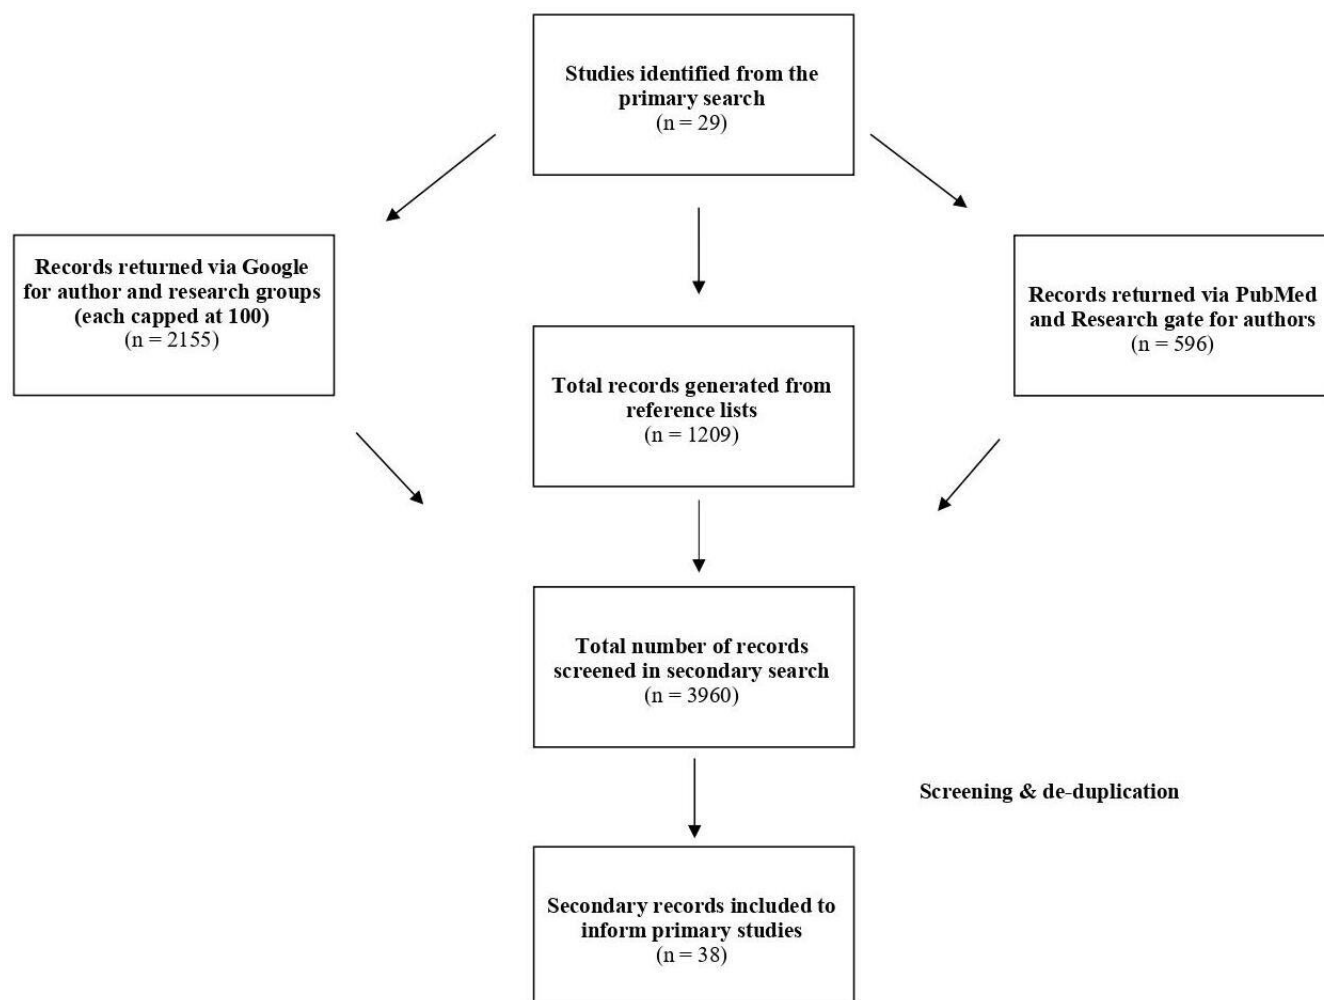 Studies identified from the
primary search
(n = 29)
Records returned via Google
for author and research groups
(each capped at 100)
(n = 2155)
Records returned via PubMed
and Research gate for authors
(n = 596)
Total records generated from
reference lists
(n = 1209)
Total number of records
screened in secondary search
(n = 3960)
Screening & de-duplication
Secondary records included to
inform primary studies
(n = 38)